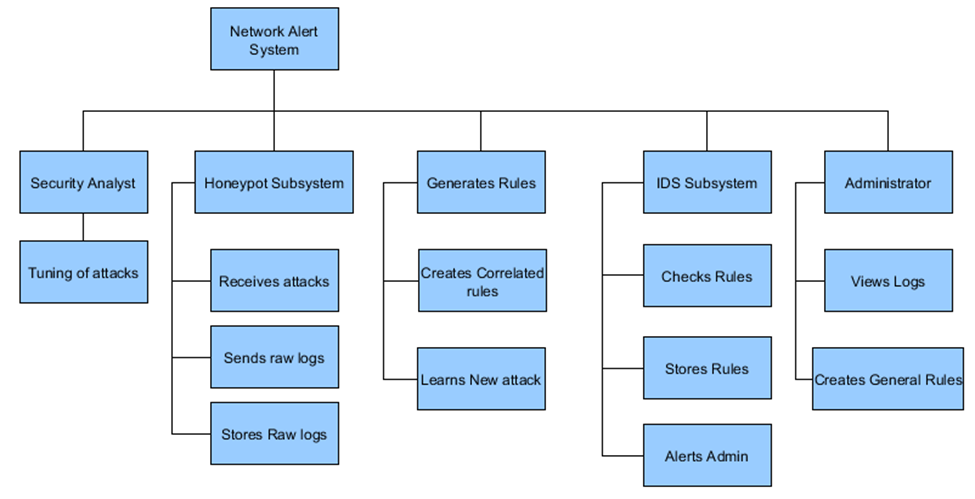 Network Alert
System
Security Analyst
Honeypot Subsystem
Generates Rules
IDS Subsystem
Administrator
Tuning of attacks
Receives attacks
Sends raw logs
Stores Raw logs
Creates Correlated
rules
Learns New attack
Checks Rules
Stores Rules
Alerts Admin
Views Logs
Creates General Rules